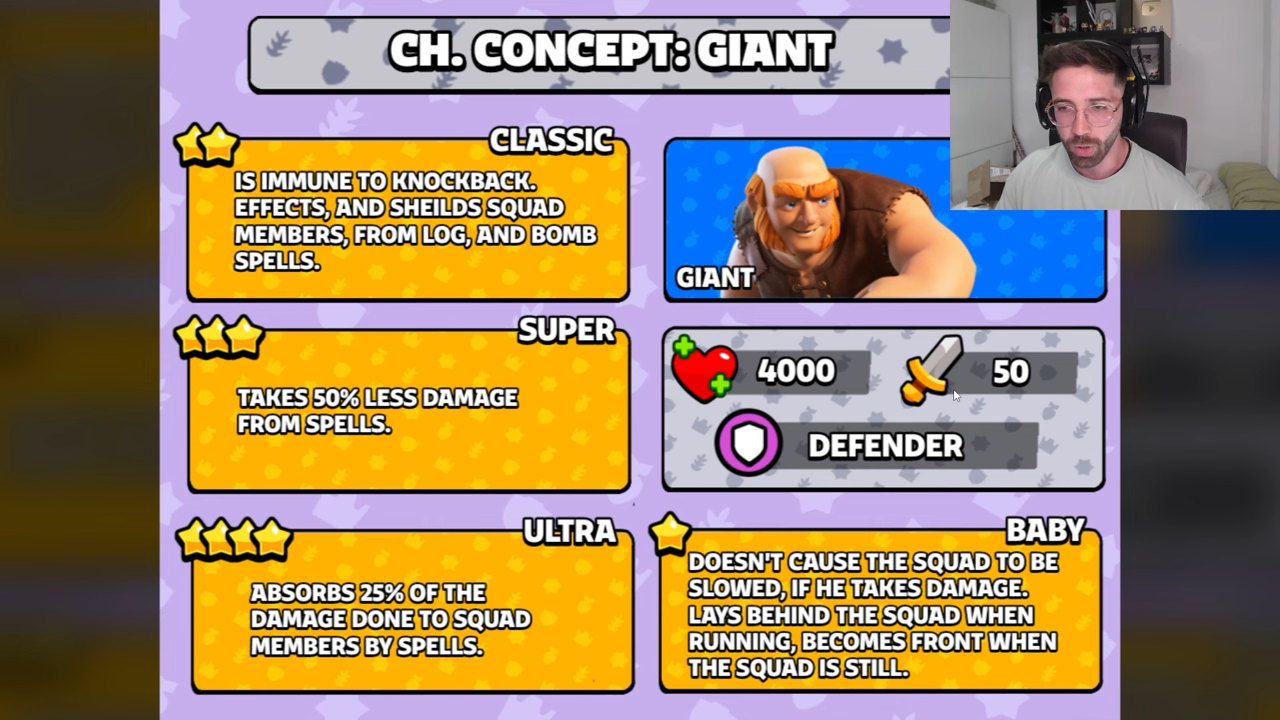 CH. CONCEPT: GIANT
CLASSIC
IS IMMUNE TO KNOCKBACK.
EFFECTS, AND SHEILDS SQUAD
MEMBERS, FROM LOG, AND BOMB
SPELLS.
GIANT
SUPER
TAKES 50% LESS DAMAGE
FROM SPELLS.
4000
50
DEFENDER
ULTRA
ABSORBS 25% OF THE
DAMAGE DONE TO SQUAD
MEMBERS BY SPELLS.
BABY
DOESN'T CAUSE THE SQUAD TO BE
SLOWED, IF HE TAKES DAMAGE.
LAYS BEHIND THE SQUAD WHEN
RUNNING, BECOMES FRONT WHEN
THE SQUAD IS STILL.